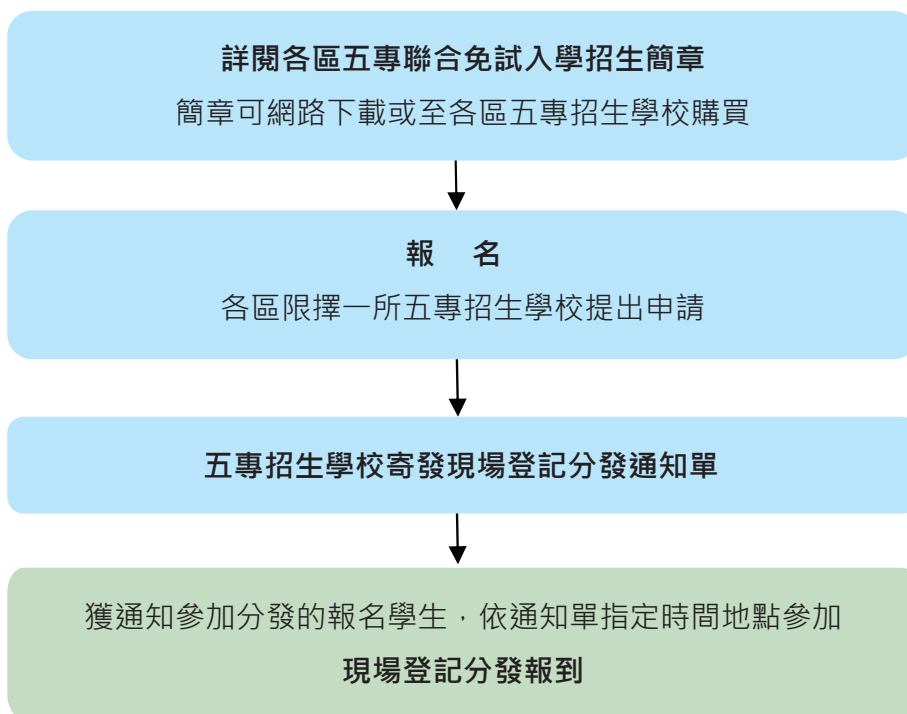 詳閱各區五專聯合免試入學招生簡章
簡章可網路下載或至各區五專招生學校購買
報 名
各區限擇一所五專招生學校提出申請
五專招生學校寄發現場登記分發通知單
獲通知參加分發的報名學生，依通知單指定時間地點參加
現場登記分發報到